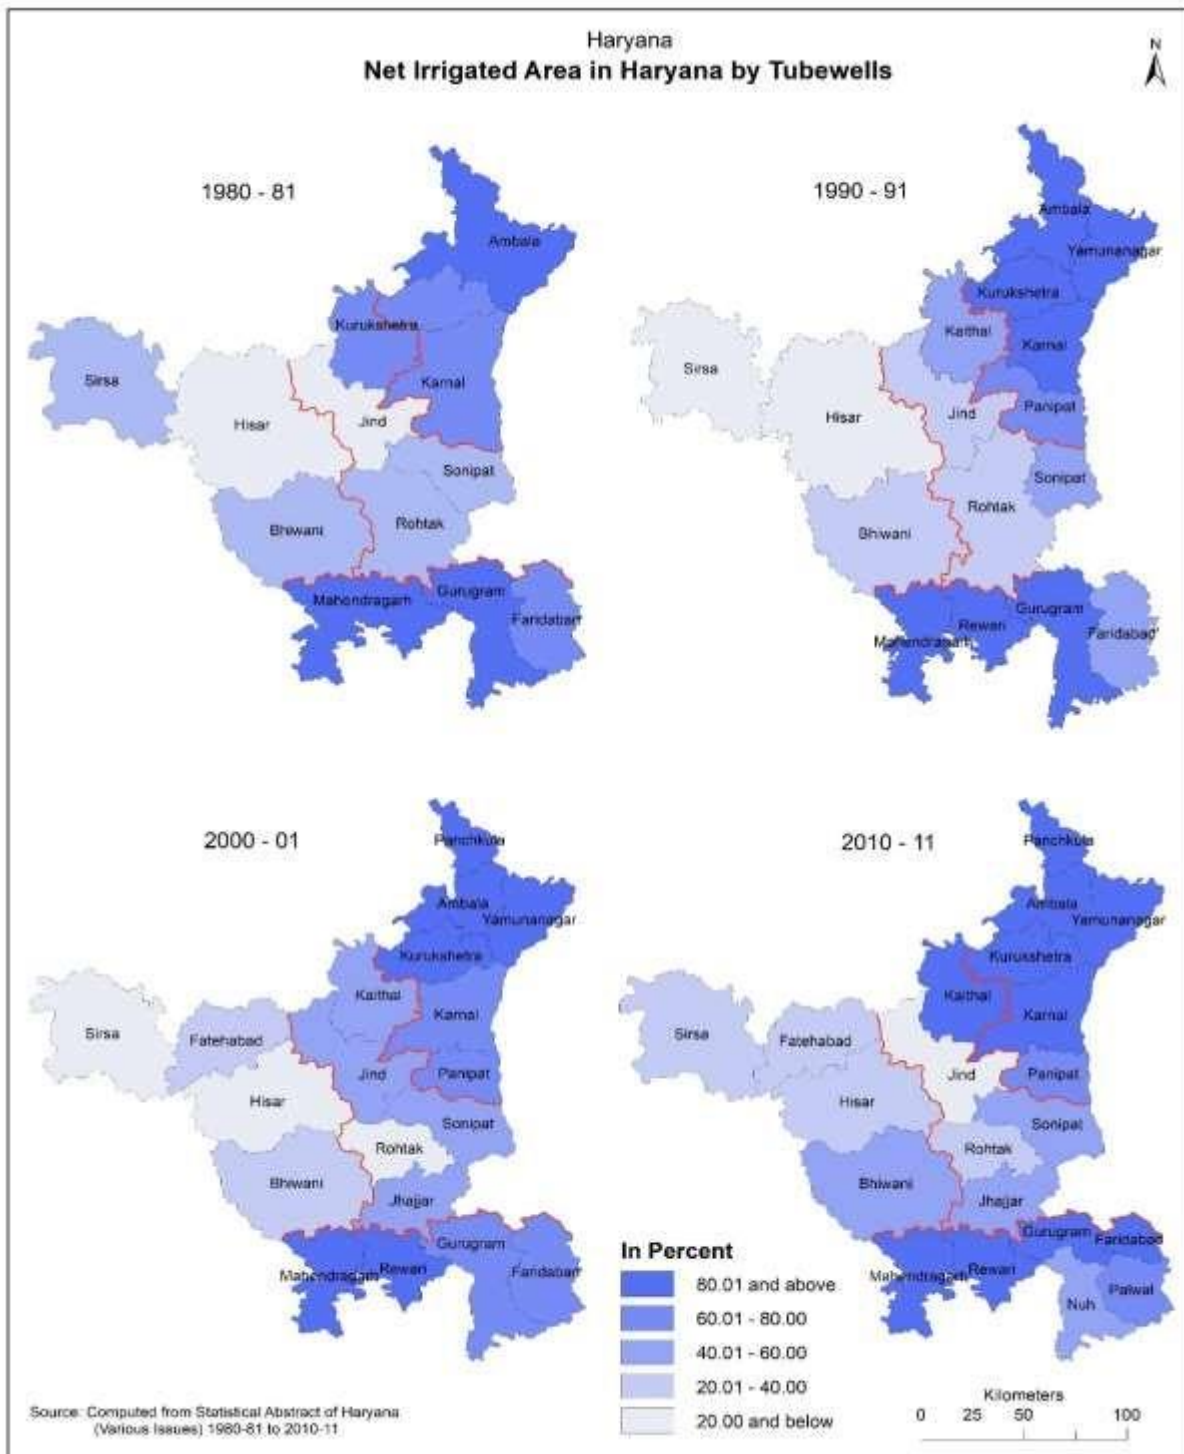 Haryana
Net Irrigated Area in Haryana by Tubewells
N
1980 - 81
Ambala
Kurukshetra
Karnal
Sirsa
Hisar
Jind
Sonipat
Bhiwani
Rohtak
Mahendragarh
Gurugram
Faridabad
1990 - 91
Ambala
Yamunanagar
Kurukshetra
Kaithal
Karnal
Sirsa
Hisar
Jind
Panipat
Sonipat
Rohtak
Bhiwani
Gurugram
Rewari
Mahendragarh
Faridabad
2000 - 01
Panchkula
Ambala
Yamunanagar
Kurukshetra
Kaithal
Karnal
Sirsa
Fatehabad
Jind
Panipat
Hisar
Sonipat
Rohtak
Bhiwani
Jhajjar
Gurugram
Mahendragarh
Rewari
Faridabad
2010 - 11
Panchkula
Ambala
Yamunanagar
Kurukshetra
Kaithal
Karnal
Sirsa
Fatehabad
Jind
Panipat
Hisar
Sonipat
Rohtak
Bhiwani
Jhajjar
Gurugram
Faridabad
Mahendragarh
Rewari
Palwal
Nuh
In Percent
80.01 and above
60.01 - 80.00
40.01 - 60.00
20.01 - 40.00
20.00 and below
Kilometers
0 25 50 100
Source: Computed from Statistical Abstract of Haryana
(Various Issues) 1980-81 to 2010-11